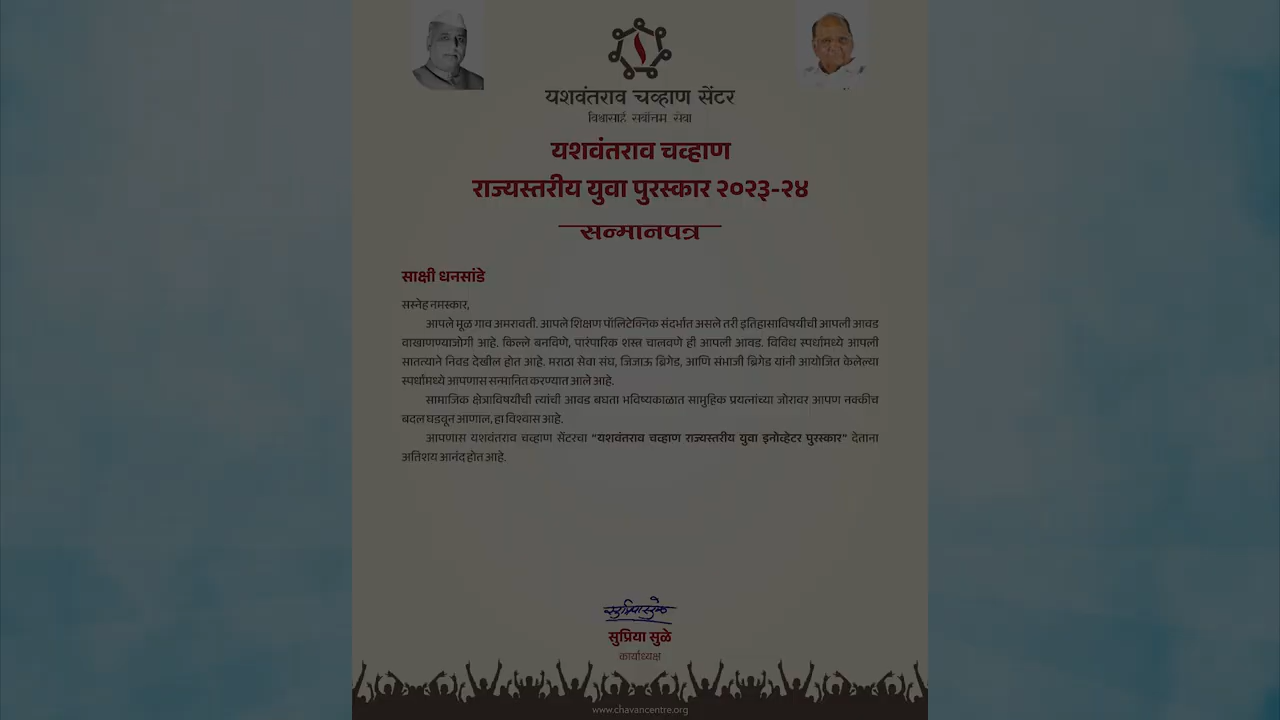 यशवंतराव चव्हाण सेंटर
विश्वासार्ह सर्वोत्तम सेवा
यशवंतराव चव्हाण
राज्यस्तरीय युवा पुरस्कार २०२३-२४
सन्मानपत्र
साक्षी धनसांडे
सस्नेह नमस्कार,
आपले मूळ गाव अमरावती. आपले शिक्षण पॉलिटेक्निक संदर्भात असले तरी इतिहासाविषयीची आपली आवड
वाखाणण्याजोगी आहे. किल्ले बनविणे, पारंपारिक शस्त्र चालवणे ही आपली आवड. विविध स्पर्धामध्ये आपली
सातत्याने निवड देखील होत आहे. मराठा सेवा संघ, जिजाऊ ब्रिगेड, आणि संभाजी ब्रिगेड यांनी आयोजित केलेल्या
स्पर्धांमध्ये आपणास सन्मानित करण्यात आले आहे.
सामाजिक क्षेत्राविषयीची त्यांची आवड बघता भविष्यकाळात सामुहिक प्रयत्नांच्या जोरावर आपण नक्कीच
बदल घडवून आणाल, हा विश्वास आहे.
आपणास यशवंतराव चव्हाण सेंटरचा "यशवंतराव चव्हाण राज्यस्तरीय युवा इनोव्हेटर पुरस्कार" देताना
अतिशय आनंद होत आहे.
सुप्रिया सुळे
सुप्रिया सुळे
कार्याध्यक्ष
www.chavancentre.org